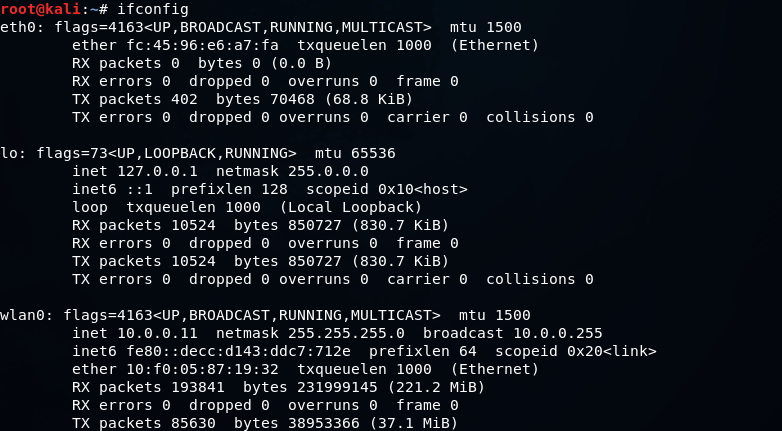 root@kali:~# ifconfig
eth0: flags=4163<UP,BROADCAST,RUNNING,MULTICAST>  mtu 1500
        ether fc:45:96:e6:a7:fa  txqueuelen 1000  (Ethernet)
        RX packets 0  bytes 0 (0.0 B)
        RX errors 0  dropped 0  overruns 0  frame 0
        TX packets 402  bytes 70468 (68.8 KiB)
        TX errors 0  dropped 0 overruns 0  carrier 0  collisions 0

lo: flags=73<UP,LOOPBACK,RUNNING>  mtu 65536
        inet 127.0.0.1  netmask 255.0.0.0
        inet6 ::1  prefixlen 128  scopeid 0x10<host>
        loop  txqueuelen 1000  (Local Loopback)
        RX packets 10524  bytes 850727 (830.7 KiB)
        RX errors 0  dropped 0  overruns 0  frame 0
        TX packets 10524  bytes 850727 (830.7 KiB)
        TX errors 0  dropped 0 overruns 0  carrier 0  collisions 0

wlan0: flags=4163<UP,BROADCAST,RUNNING,MULTICAST>  mtu 1500
        inet 10.0.0.11  netmask 255.255.255.0  broadcast 10.0.0.255
        inet6 fe80::decc:d143:ddc7:712e  prefixlen 64  scopeid 0x20<link>
        ether 10:f0:05:87:19:32  txqueuelen 1000  (Ethernet)
        RX packets 193841  bytes 231999145 (221.2 MiB)
        RX errors 0  dropped 0  overruns 0  frame 0
        TX packets 85630  bytes 38953366 (37.1 MiB)